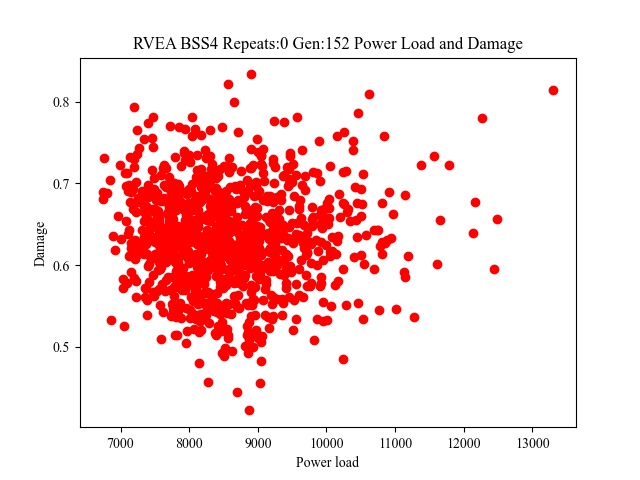 RVEA BSS4 Repeats:0 Gen:152 Power Load and Damage
0.8
0.7
0.6
0.5
Damage
7000 8000 9000 10000 11000 12000 13000
Power load